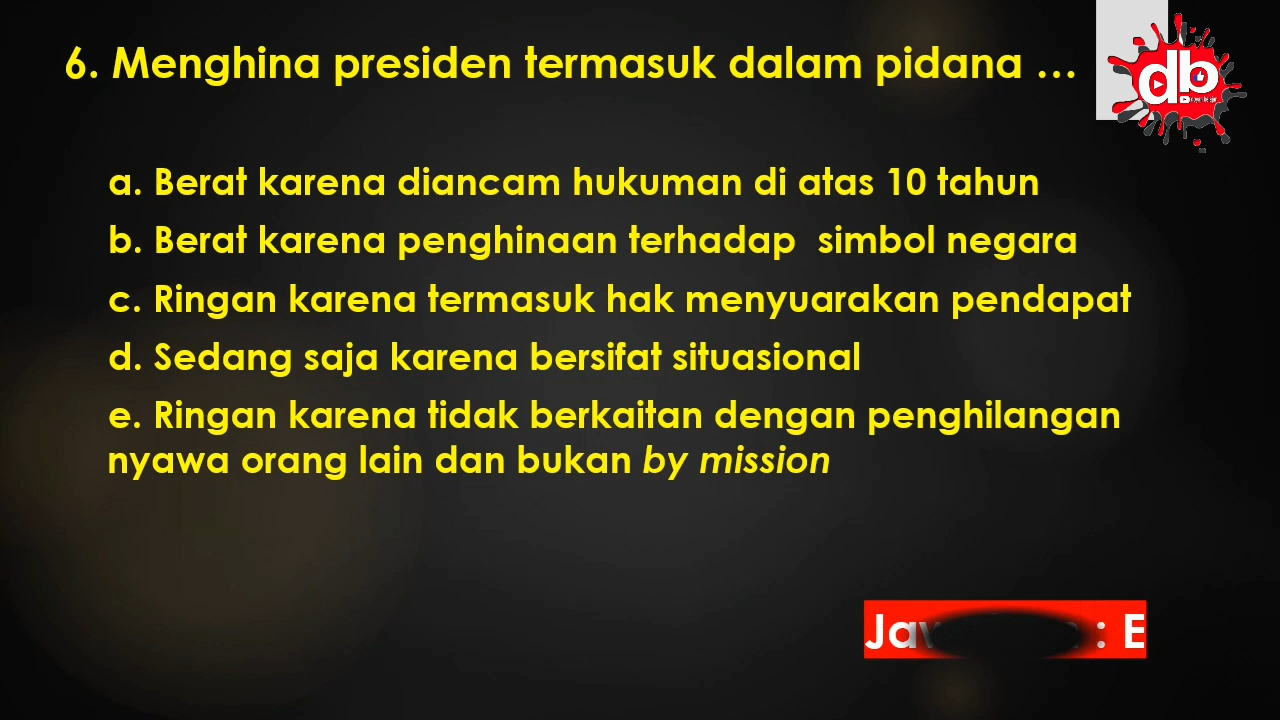 6. Menghina presiden termasuk dalam pidana ...
db
a. Berat karena diancam hukuman di atas 10 tahun
b. Berat karena penghinaan terhadap simbol negara
c. Ringan karena termasuk hak menyuarakan pendapat
d. Sedang saja karena bersifat situasional
e. Ringan karena tidak berkaitan dengan penghilangan
nyawa orang lain dan bukan by mission
: E